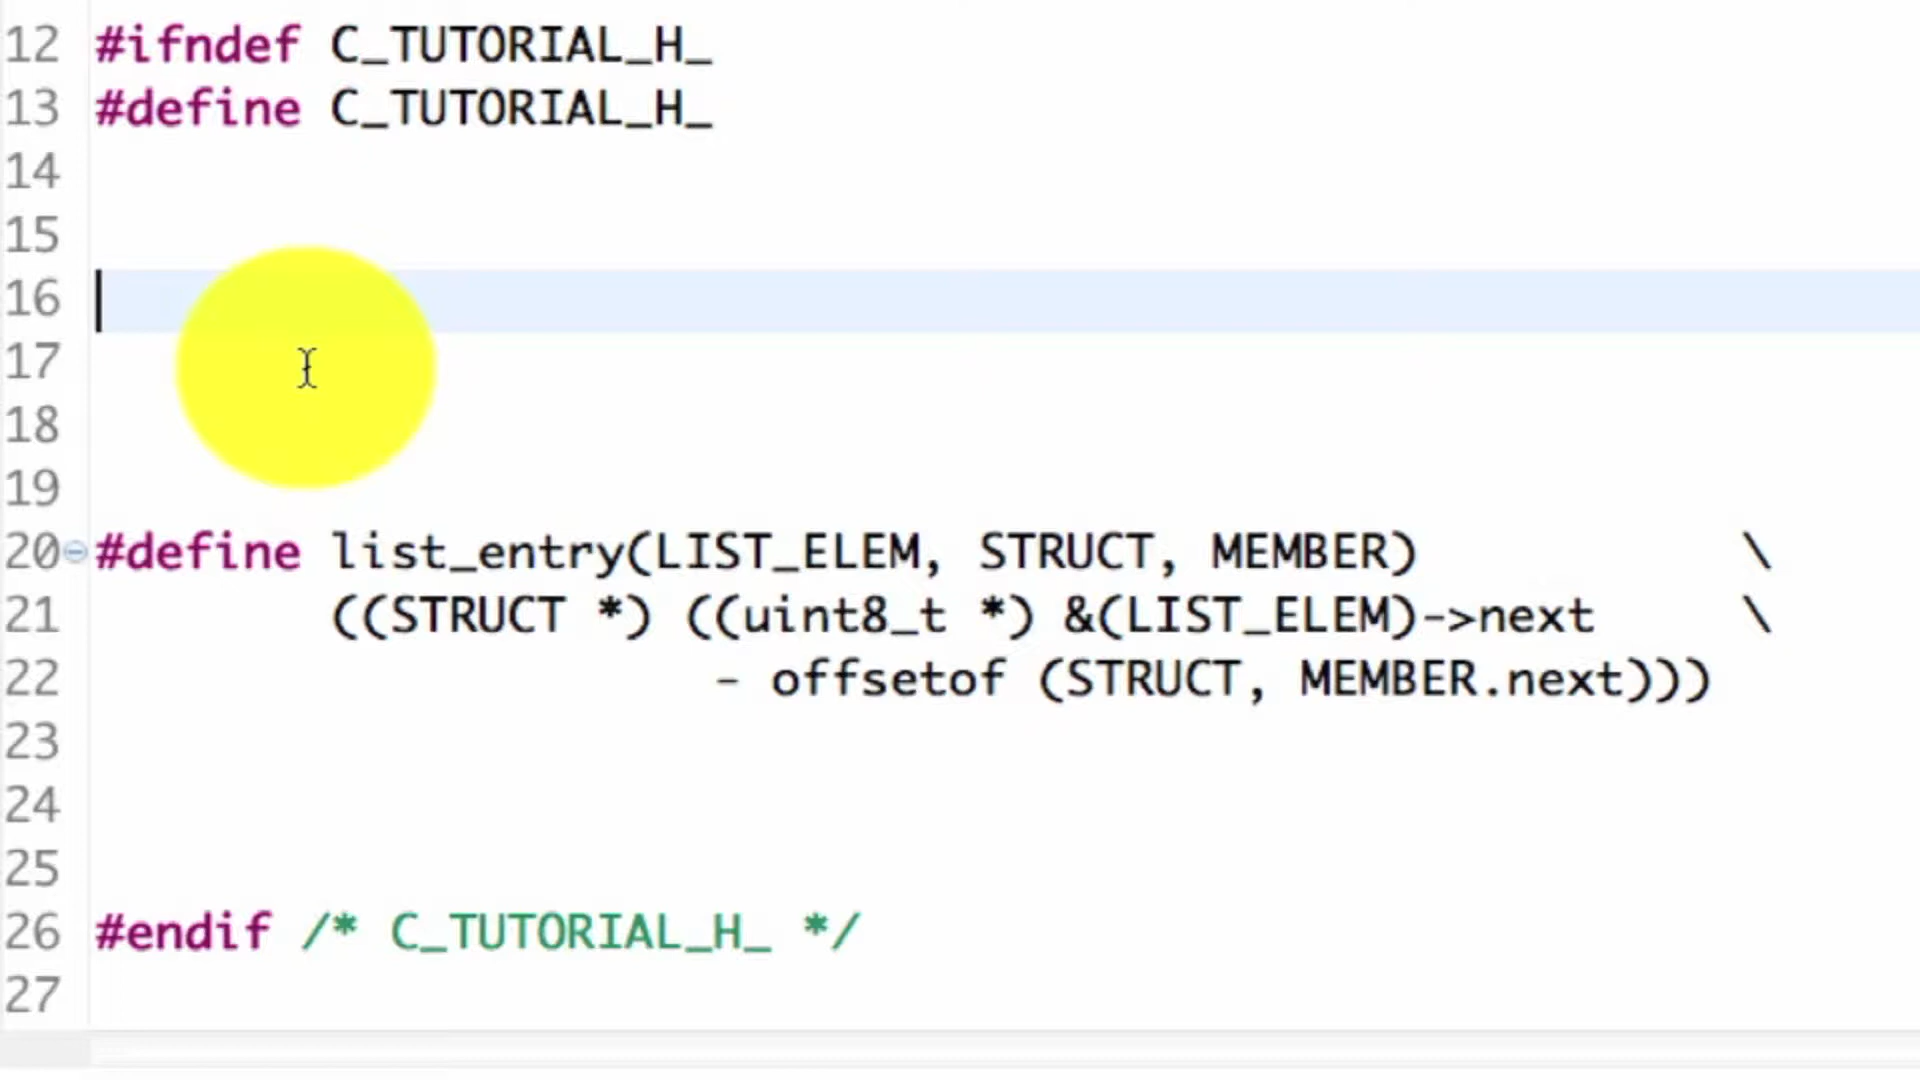 12 #ifndef C_TUTORIAL_H_
13 #define C_TUTORIAL_H_
14
15
16
17
18
19
20 #define list_entry(LIST_ELEM, STRUCT, MEMBER) \
21 ((STRUCT *) ((uint8_t *) &(LIST_ELEM)->next \
22 - offsetof (STRUCT, MEMBER.next)))
23
24
25
26 #endif /* C_TUTORIAL_H_ */
27